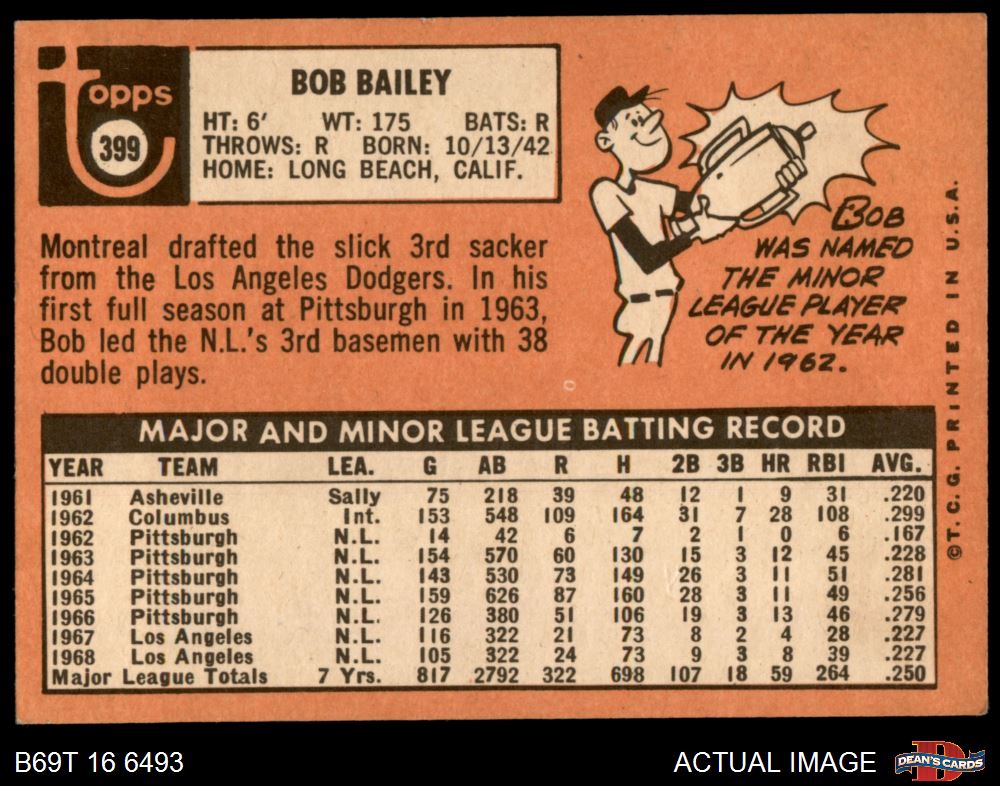 Topps
399
BOB BAILEY
HT: 6' WT: 175 BATS: R
THROWS: R BORN: 10/13/42
HOME: LONG BEACH, CALIF.
Montreal drafted the slick 3rd sacker
from the Los Angeles Dodgers. In his
first full season at Pittsburgh in 1963,
Bob led the N.L.'s 3rd basemen with 38
double plays.
BOB
WAS NAMED
THE MINOR
LEAGUE PLAYER
OF THE YEAR
IN 1962.
©T. C. G. PRINTED IN U.S.A.
MAJOR AND MINOR LEAGUE BATTING RECORD
YEAR TEAM LEA. G AB R H 2B 3B HR RBI AVG.
1961 Asheville Sally 75 218 39 48 12 1 9 31 .220
1962 Columbus Int. 153 548 109 164 31 7 28 108 .299
1962 Pittsburgh N.L. 14 42 6 7 2 1 0 6 .167
1963 Pittsburgh N.L. 154 570 60 130 15 3 12 45 .228
1964 Pittsburgh N.L. 143 530 73 149 26 3 11 51 .281
1965 Pittsburgh N.L. 159 626 87 160 28 3 11 49 .256
1966 Pittsburgh N.L. 126 380 51 106 19 3 13 46 .279
1967 Los Angeles N.L. 116 322 21 73 8 2 4 28 .227
1968 Los Angeles N.L. 105 322 24 73 9 3 8 39 .227
Major League Totals 7 Yrs. 817 2792 322 698 107 18 59 264 .250
B69T 16 6493
ACTUAL IMAGE
DEAN'S CARDS